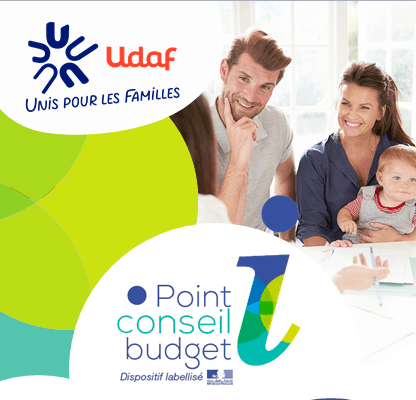 Udaf
UNIS POUR LES FAMILLES
Point
conseil
budget
Dispositif labellisé